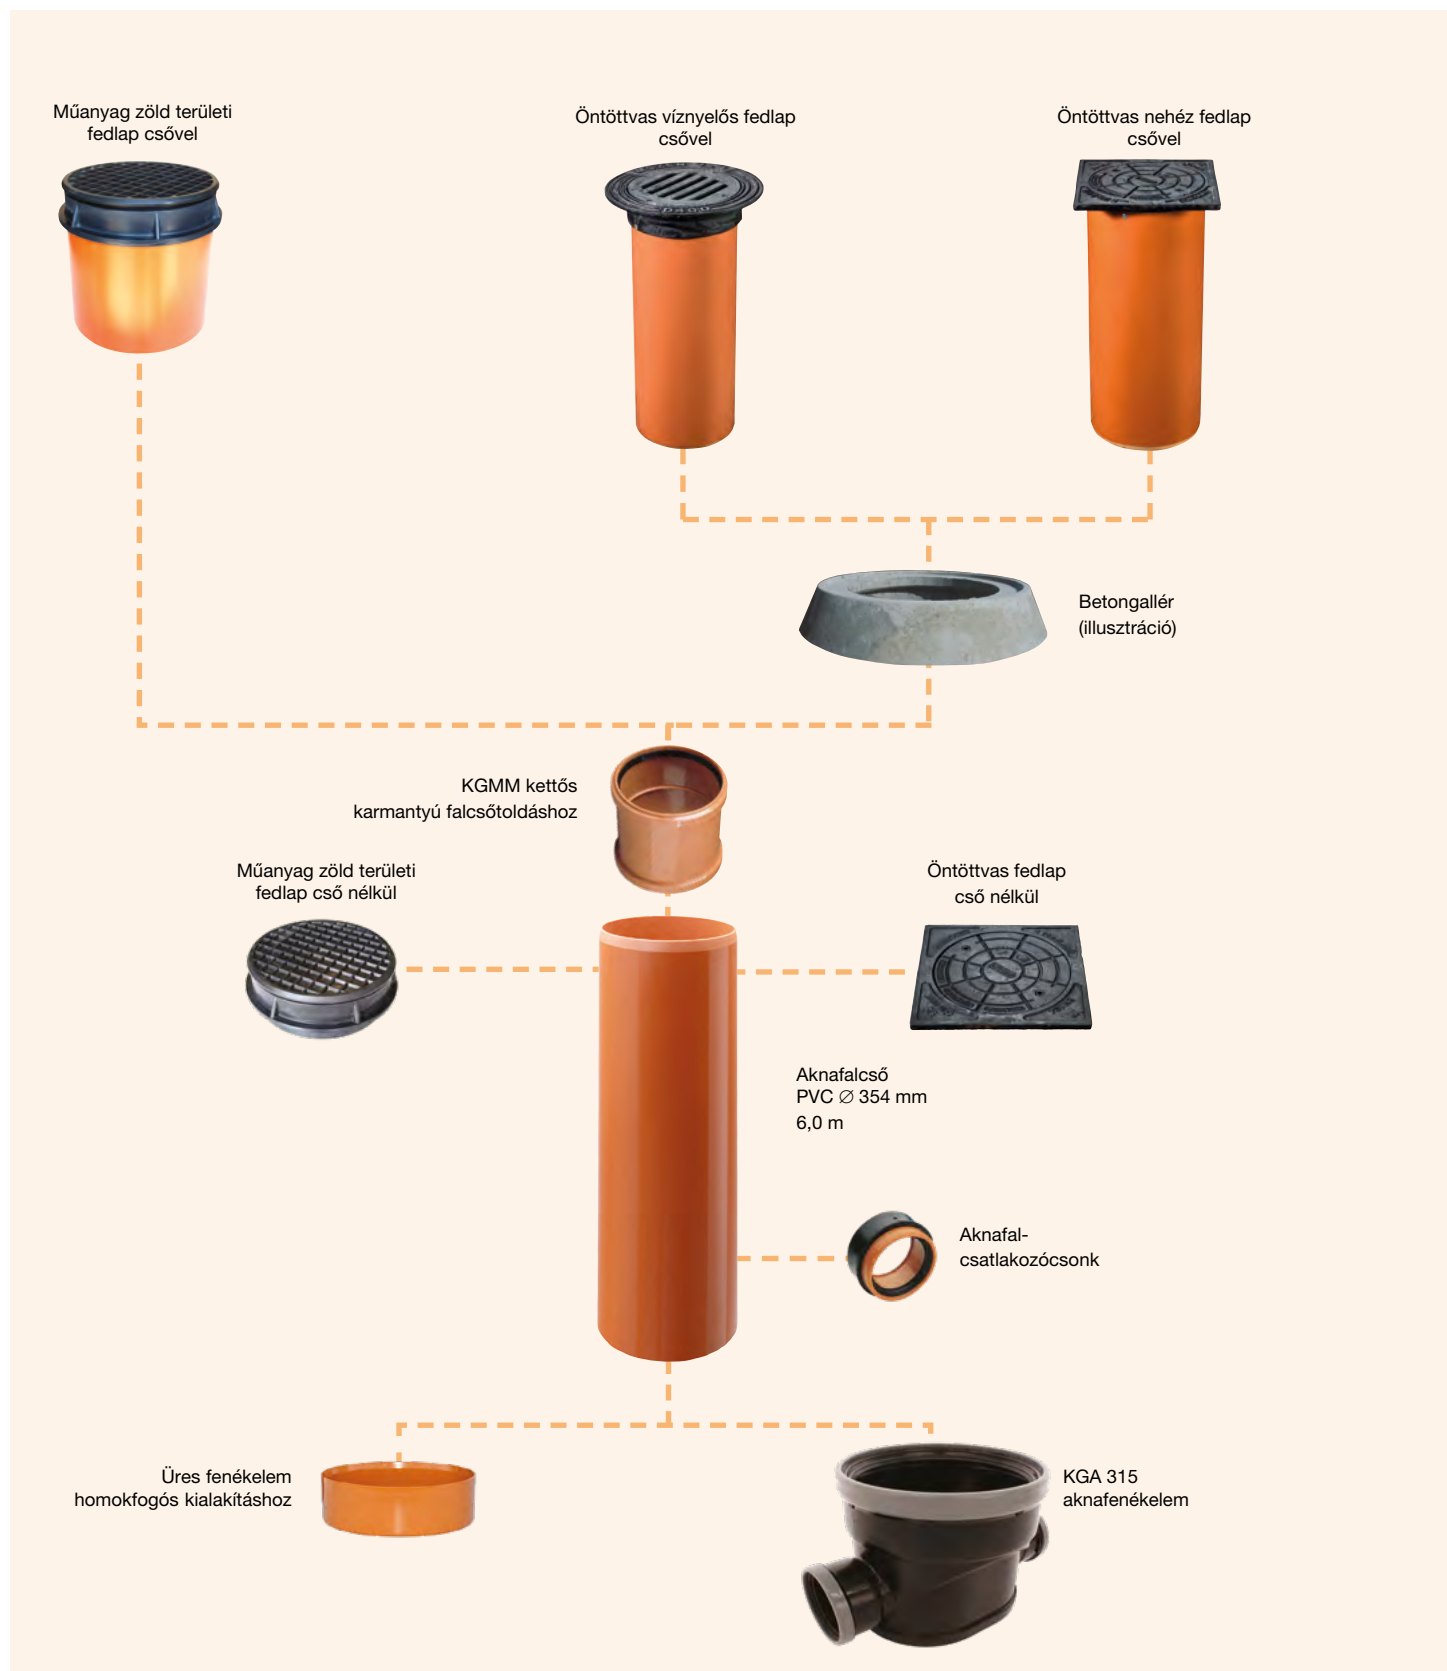 Műanyag zöld területi
fedlap csővel
Öntöttvas víznyelős fedlap
csővel
Öntöttvas nehéz fedlap
csővel
D400
Betongallér
(illusztráció)
KGMM kettős
karmantyú falcsőtoldáshoz
Műanyag zöld területi
fedlap cső nélkül
Öntöttvas fedlap
cső nélkül
Aknafalcső
PVC ∅ 354 mm
6,0 m
Aknafal-
csatlakozócsonk
Üres fenékelem
homokfogós kialakításhoz
KGA 315
aknafenékelem